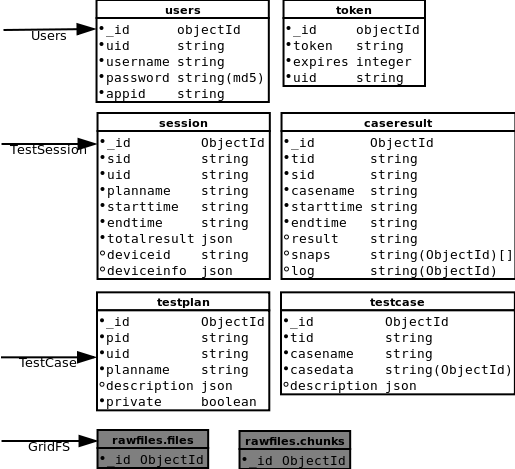 users
•_id objectId
•uid string
•username string
•password string(md5)
•appid string
token
•_id objectId
•token string
•expires integer
•uid string
Users
session
•_id ObjectId
•sid string
•uid string
•planname string
•starttime string
•endtime string
•totalresult json
◦deviceid string
◦deviceinfo json
caseresult
•_id ObjectId
•tid string
•sid string
•casename string
•starttime string
•endtime string
◦result string
◦snaps string(ObjectId)[]
◦log string(ObjectId)
TestSession
testplan
•_id ObjectId
•pid string
•uid string
•planname string
◦description json
•private boolean
testcase
•_id ObjectId
•tid string
•casename string
•casedata string(ObjectId)
◦description json
TestCase
rawfiles.files
•_id ObjectId
rawfiles.chunks
•_id ObjectId
GridFS